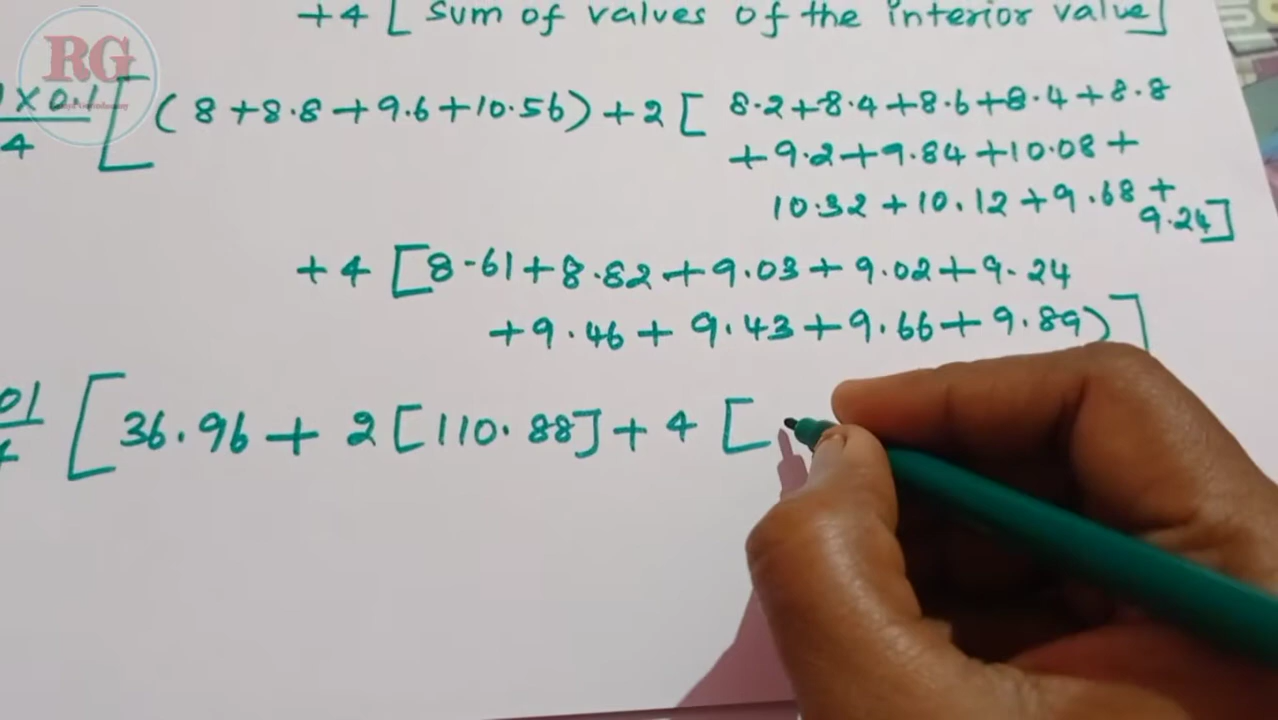 +4 [ Sum of values of the interior value]
RG
x 0.1
4 [ (8 +8.8 +9.6 +10.56) +2 [ 8.2+8.4+8.6+8.4+8.8
+9.2+9.84+10.08+
10.32+10.12+9.68+
9.24]
+4 [8.61+8.82+9.03+9.02+9.24
+9.46+9.43+9.66+9.89)]
01 [36.96+2[110.88]+4[